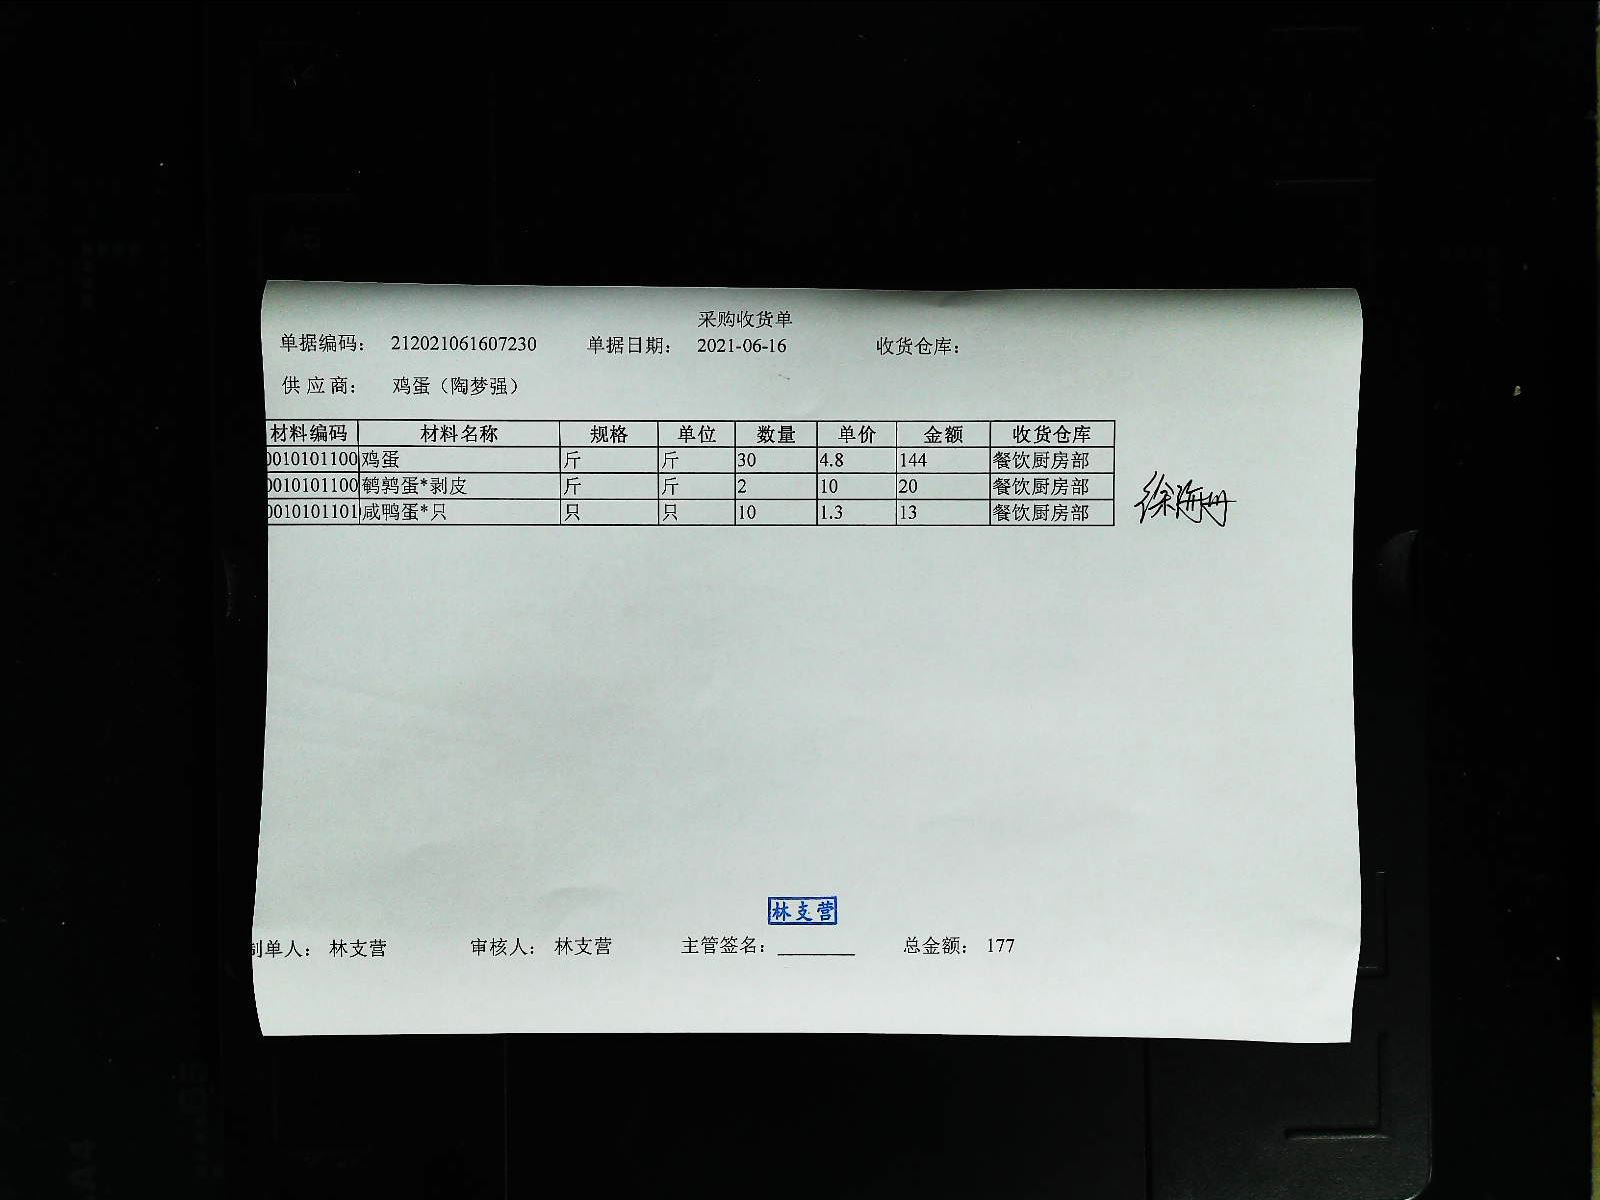 采购收货单
单据编码： 212021061607230 单据日期： 2021-06-16 收货仓库：
供应商： 鸡蛋（陶梦强）
材料编码 材料名称 规格 单位 数量 单价 金额 收货仓库
0010101100 鸡蛋 斤 斤 30 4.8 144 餐饮厨房部
0010101100 鹌鹑蛋*剥皮 斤 斤 2 10 20 餐饮厨房部
0010101101 咸鸭蛋*只 只 只 10 1.3 13 餐饮厨房部
林支营
制单人： 林支营 审核人： 林支营 主管签名： 总金额： 177